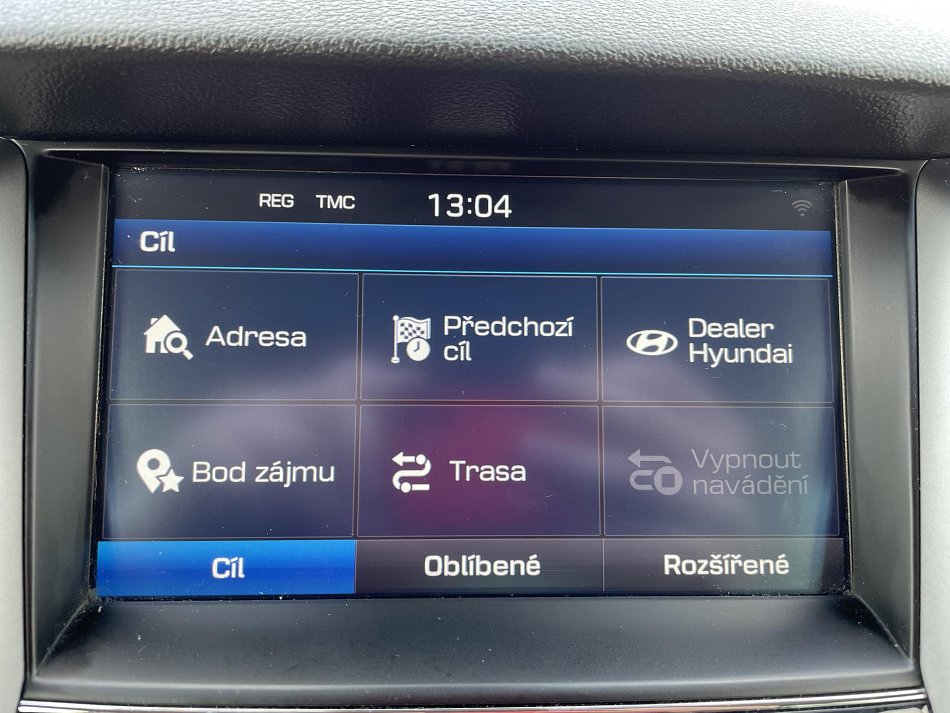 REG TMC 13:04
Cíl
Adresa
Předchozí
cíl
Dealer
Hyundai
Bod zájmu
Trasa
Vypnout
navádění
Cíl
Oblíbené
Rozšířené